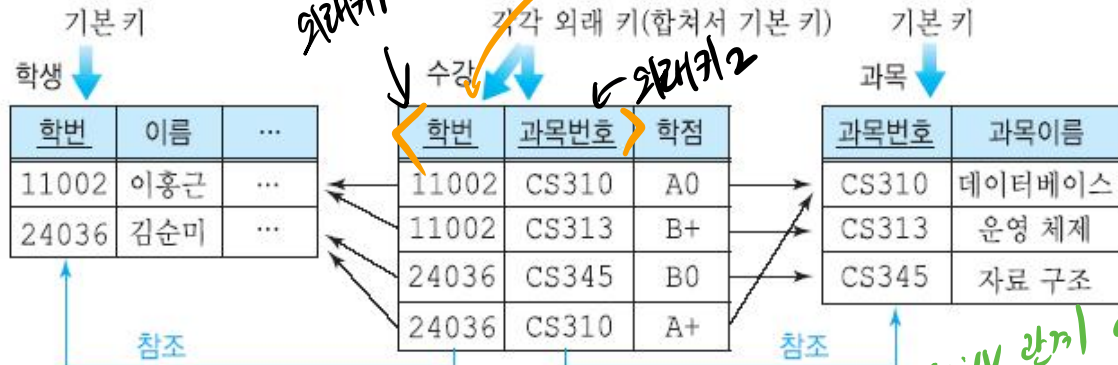 기본 키
외래키1
각각 외래 키(합쳐서 기본 키)
기본 키
학생
수강
외래키2
과목
학번 이름 ...
11002 이홍근 ...
24036 김순미 ...
학번 과목번호 학점
11002 CS310 A0
11002 CS313 B+
24036 CS345 B0
24036 CS310 A+
과목번호 과목이름
CS310 데이터베이스
CS313 운영 체제
CS345 자료 구조
참조
참조
관계